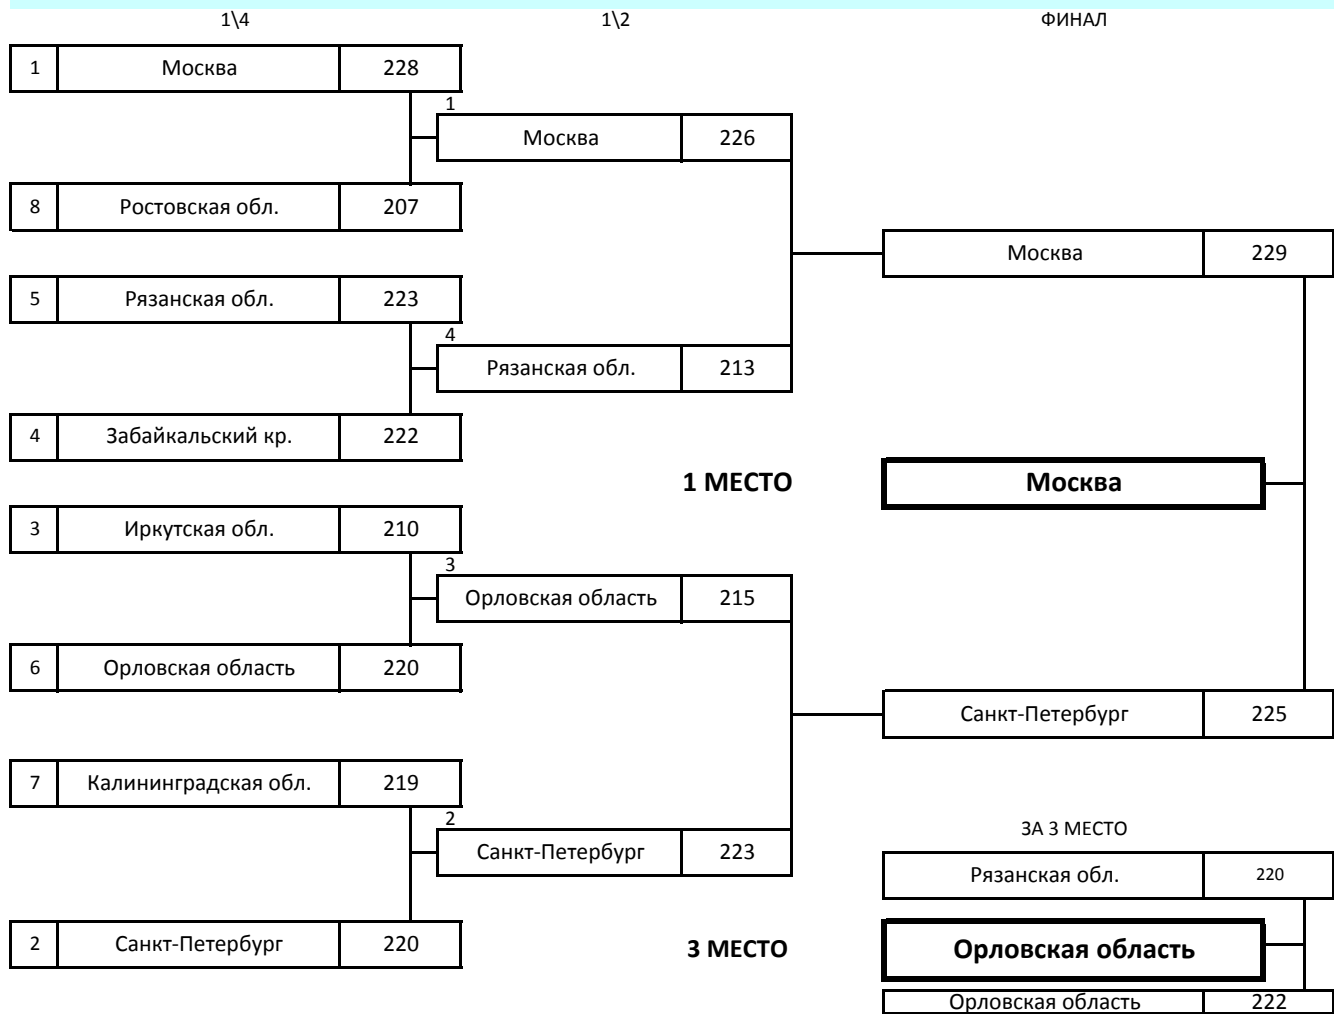 1\4 1\2 ФИНАЛ
1 Москва 228
1
Москва 226
8 Ростовская обл. 207
Москва 229
5 Рязанская обл. 223
4
Рязанская обл. 213
4 Забайкальский кр. 222
1 МЕСТО Москва
3 Иркутская обл. 210
3
Орловская область 215
6 Орловская область 220
Санкт-Петербург 225
7 Калининградская обл. 219
2
ЗА 3 МЕСТО
Санкт-Петербург 223
Рязанская обл. 220
2 Санкт-Петербург 220
3 МЕСТО Орловская область
Орловская область 222